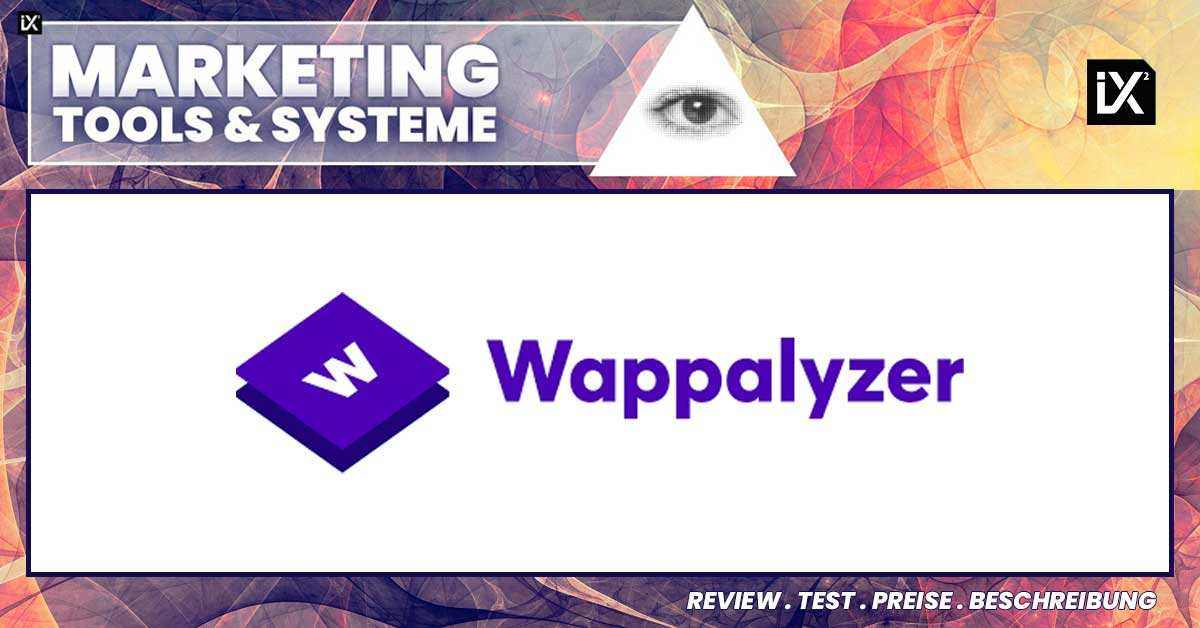 iX
MARKETING
TOOLS & SYSTEME
iX²
W
Wappalyzer
REVIEW . TEST . PREISE . BESCHREIBUNG